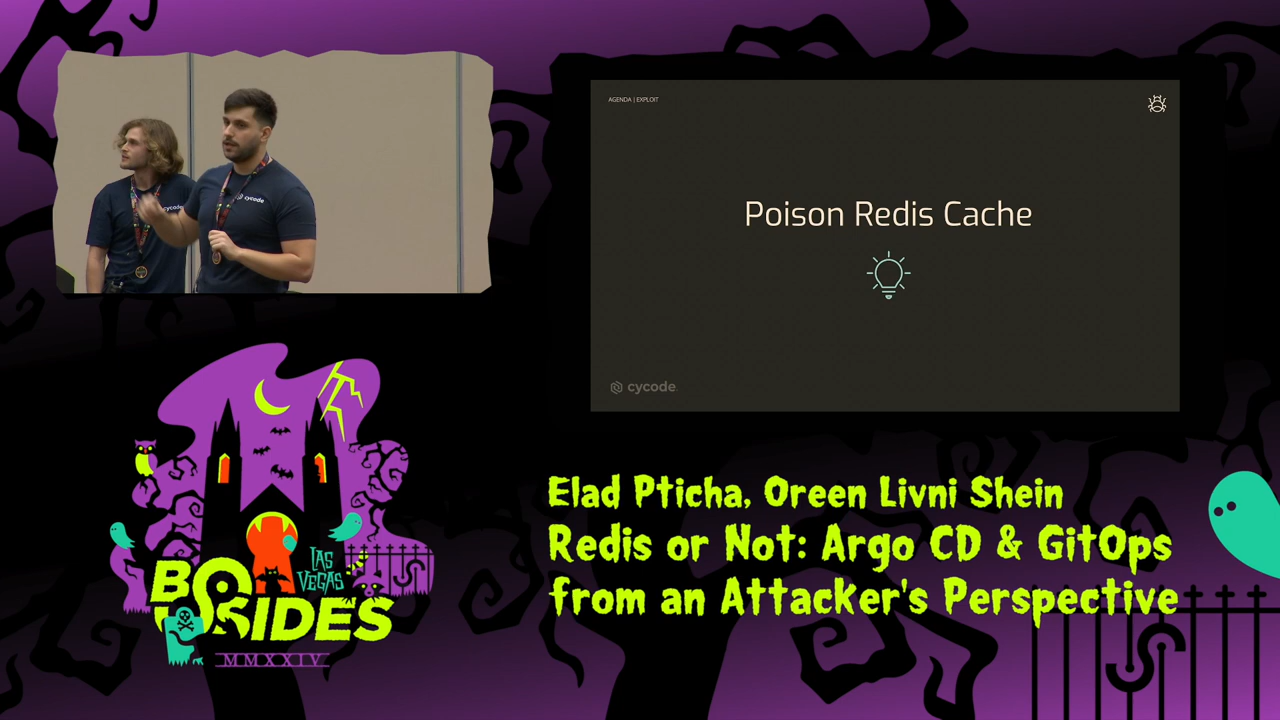 AGENDA | EXPLOIT
Poison Redis Cache
cycode
cycode
cycode
LAS
VEGAS
BSIDES
MMXXIV
Elad Pticha, Oreen Livni Shein
Redis or Not: Argo CD & GitOps
from an Attacker's Perspective